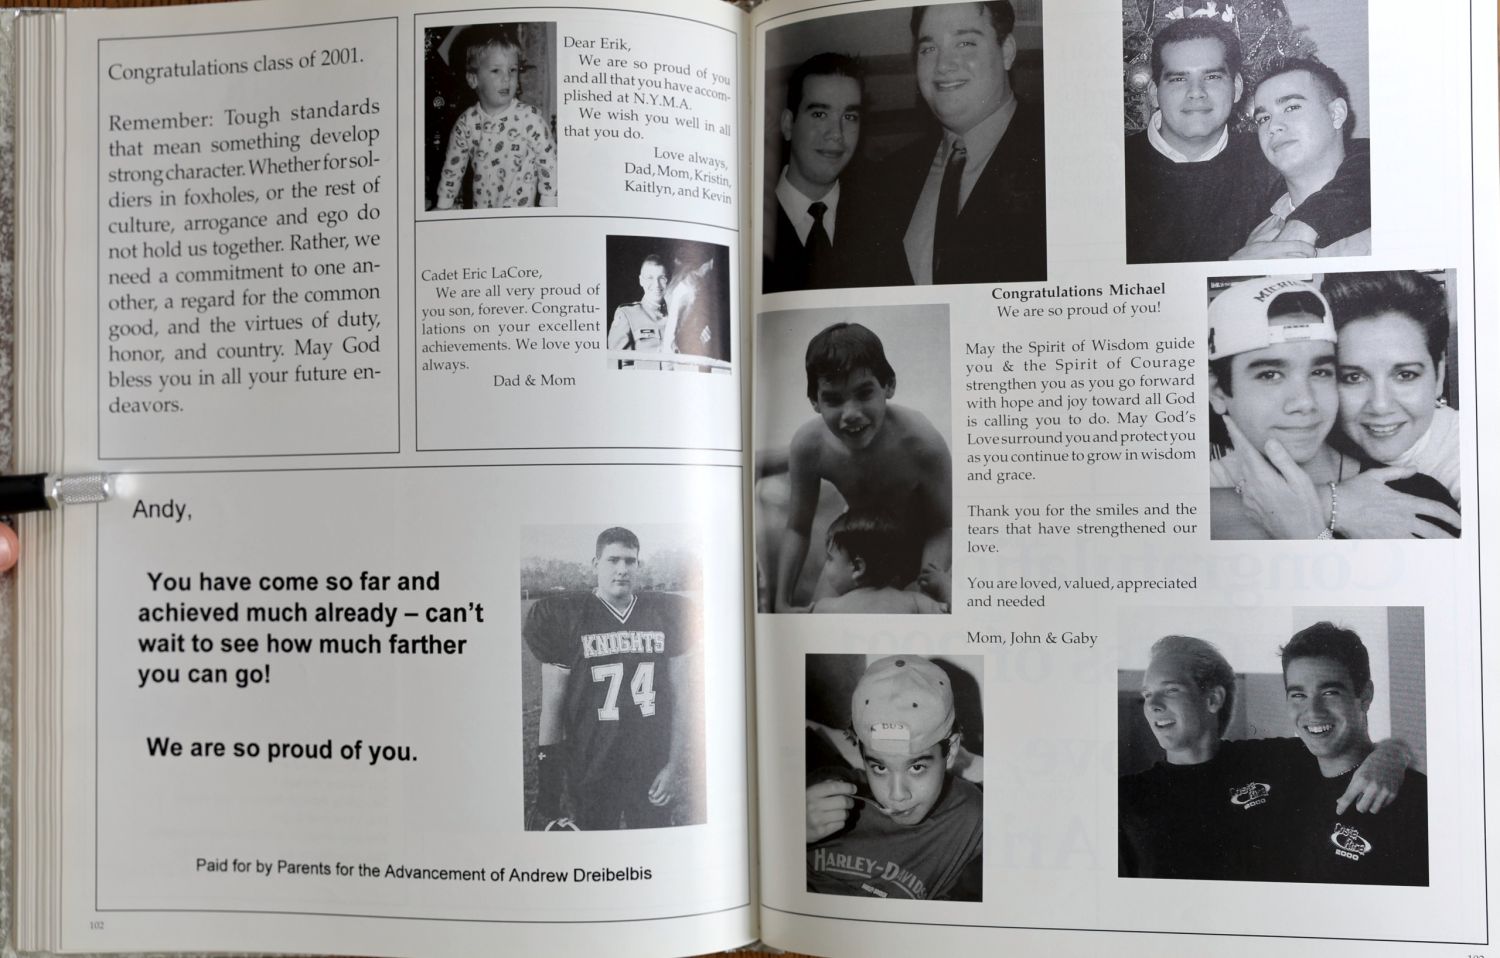 Congratulations class of 2001.
Remember: Tough standards
that mean something develop
strong character. Whether for sol-
diers in foxholes, or the rest of
culture, arrogance and ego do
not hold us together. Rather, we
need a commitment to one an-
other, a regard for the common
good, and the virtues of duty,
honor, and country. May God
bless you in all your future en-
deavors.
Dear Erik,
We are so proud of you
and all that you have accom-
plished at N.Y.M.A.
We wish you well in all
that you do.
Love always,
Dad, Mom, Kristin,
Kaitlyn, and Kevin
Cadet Eric LaCore,
We are all very proud of
you son, forever. Congratu-
lations on your excellent
achievements. We love you
always.
Dad & Mom
Andy,
You have come so far and
achieved much already – can't
wait to see how much farther
you can go!
We are so proud of you.
KNIGHTS
74
Paid for by Parents for the Advancement of Andrew Dreibelbis
102
Congratulations Michael
We are so proud of you!
May the Spirit of Wisdom guide
you & the Spirit of Courage
strengthen you as you go forward
with hope and joy toward all God
is calling you to do. May God's
Love surround you and protect you
as you continue to grow in wisdom
and grace.
Thank you for the smiles and the
tears that have strengthened our
love.
You are loved, valued, appreciated
and needed
Mom, John & Gaby
HARLEY-DAVIDS
2000
2000